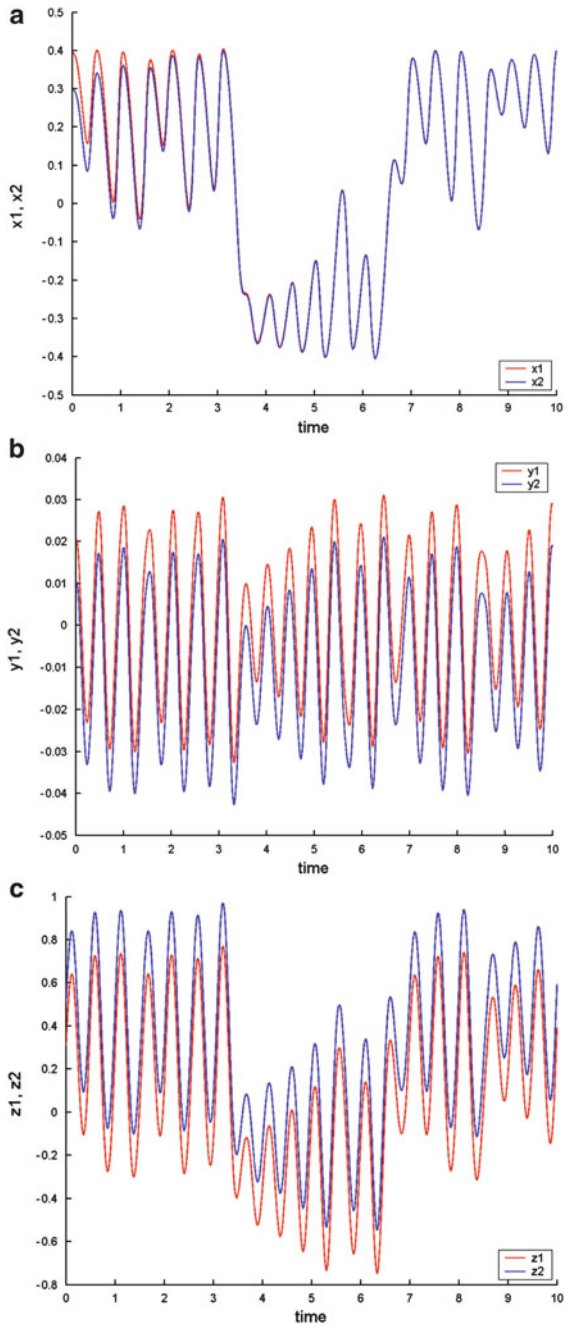 a
0.5
0.4
0.3
0.2
0.1
0
-0.1
-0.2
-0.3
-0.4
-0.5
x1, x2
0 1 2 3 4 5 6 7 8 9 10
time
x1
x2
b
0.04
0.03
0.02
0.01
0
-0.01
-0.02
-0.03
-0.04
-0.05
y1, y2
0 1 2 3 4 5 6 7 8 9 10
time
y1
y2
c
1
0.8
0.6
0.4
0.2
0
-0.2
-0.4
-0.6
-0.8
z1, z2
0 1 2 3 4 5 6 7 8 9 10
time
z1
z2